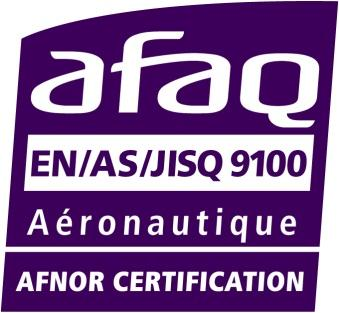 afaq
EN/AS/JISQ 9100
Aéronautique
AFNOR CERTIFICATION